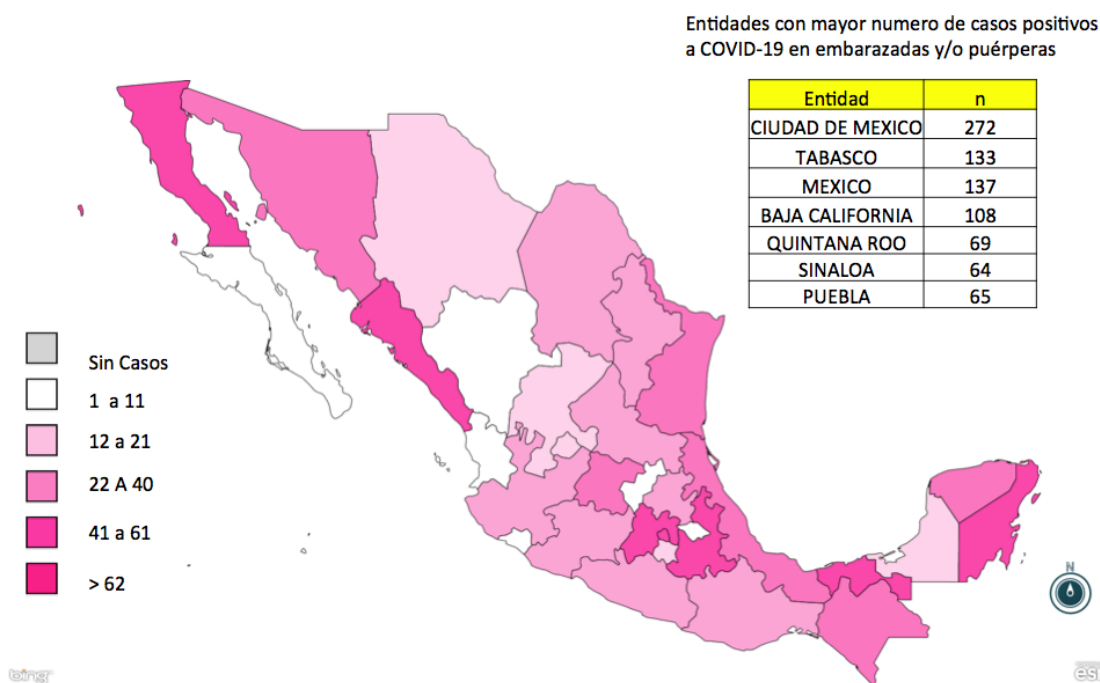 Entidades con mayor numero de casos positivos
a COVID-19 en embarazadas y/o puérperas
Entidad n
CIUDAD DE MEXICO 272
TABASCO 133
MEXICO 137
BAJA CALIFORNIA 108
QUINTANA ROO 69
SINALOA 64
PUEBLA 65
Sin Casos
1 a 11
12 a 21
22 A 40
41 a 61
> 62
N
bing